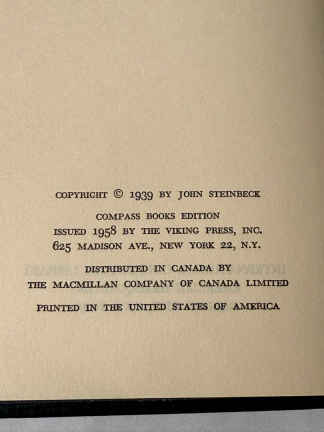 COPYRIGHT © 1939 BY JOHN STEINBECK
COMPASS BOOKS EDITION
ISSUED 1958 BY THE VIKING PRESS, INC.
625 MADISON AVE., NEW YORK 22, N.Y.
DISTRIBUTED IN CANADA BY
THE MACMILLAN COMPANY OF CANADA LIMITED
PRINTED IN THE UNITED STATES OF AMERICA